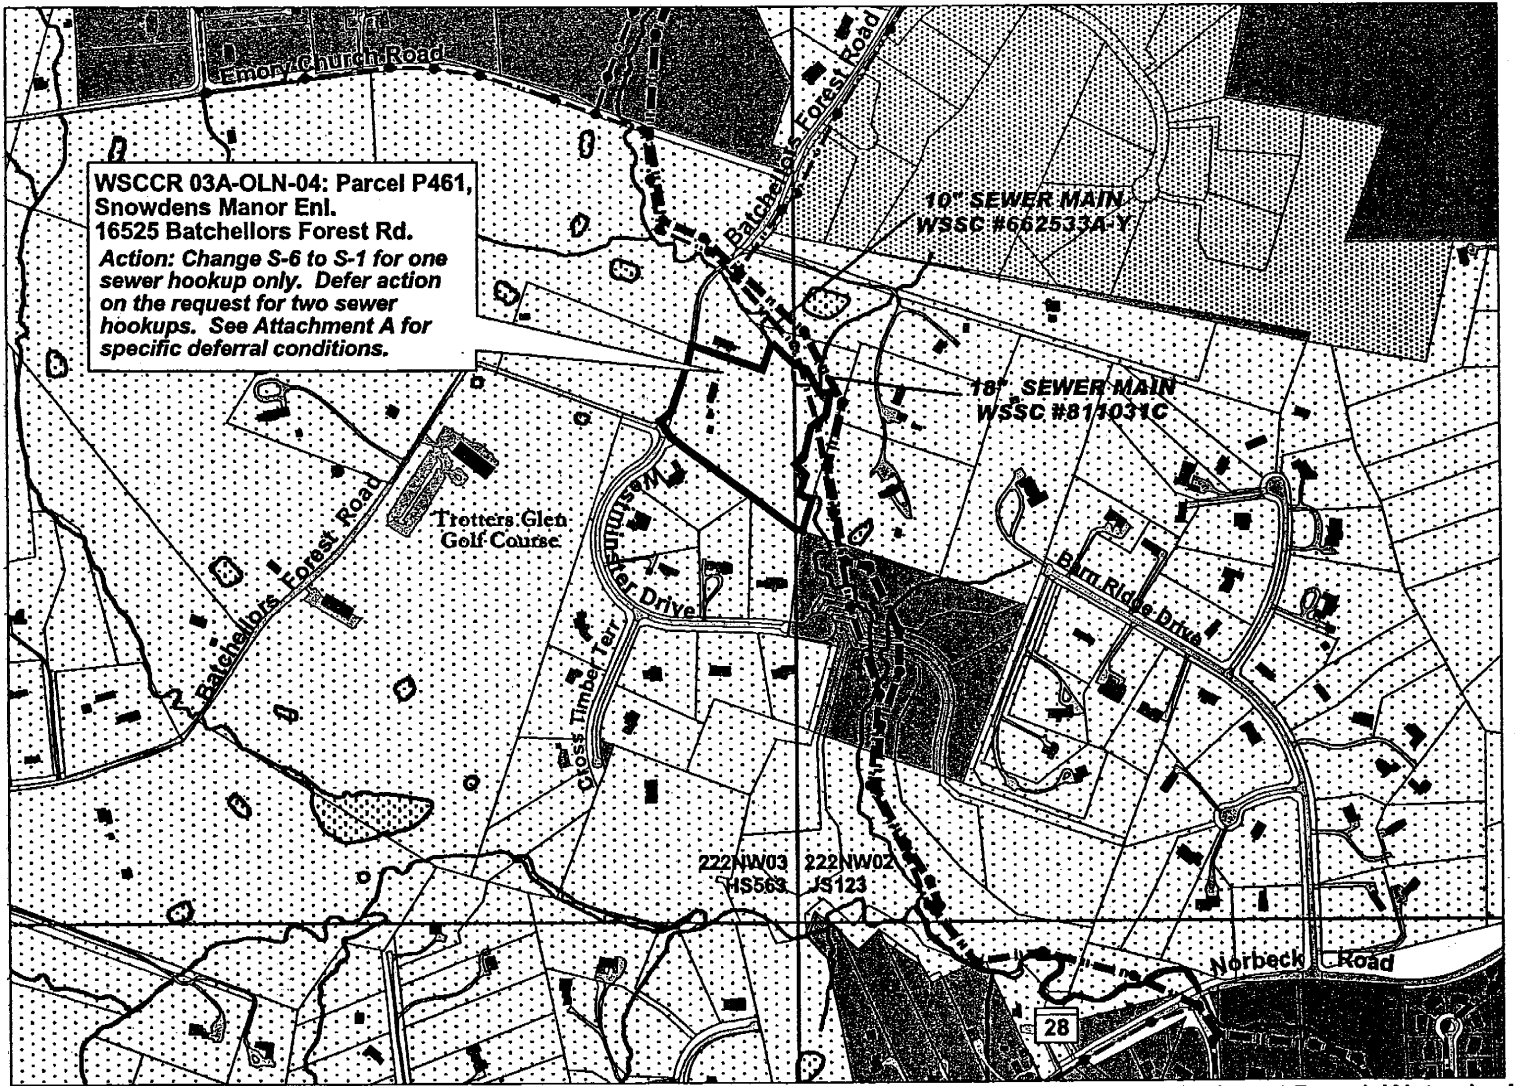 Emory Church Road
Batchellors Forest Road
WSCCR 03A-OLN-04: Parcel P461,
Snowdens Manor Enl.
16525 Batchellors Forest Rd.
Action: Change S-6 to S-1 for one
sewer hookup only. Defer action
on the request for two sewer
hookups. See Attachment A for
specific deferral conditions.
10" SEWER MAIN
WSSC #662533A-Y
18" SEWER MAIN
WSSC #811031C
Trotters Glen
Golf Course
Batchellors Forest Road
Westminster Drive
Cross Timber Terr
Barn Ridge Drive
222NW03 222NW02
HS563 JS123
Norbeck Road
28